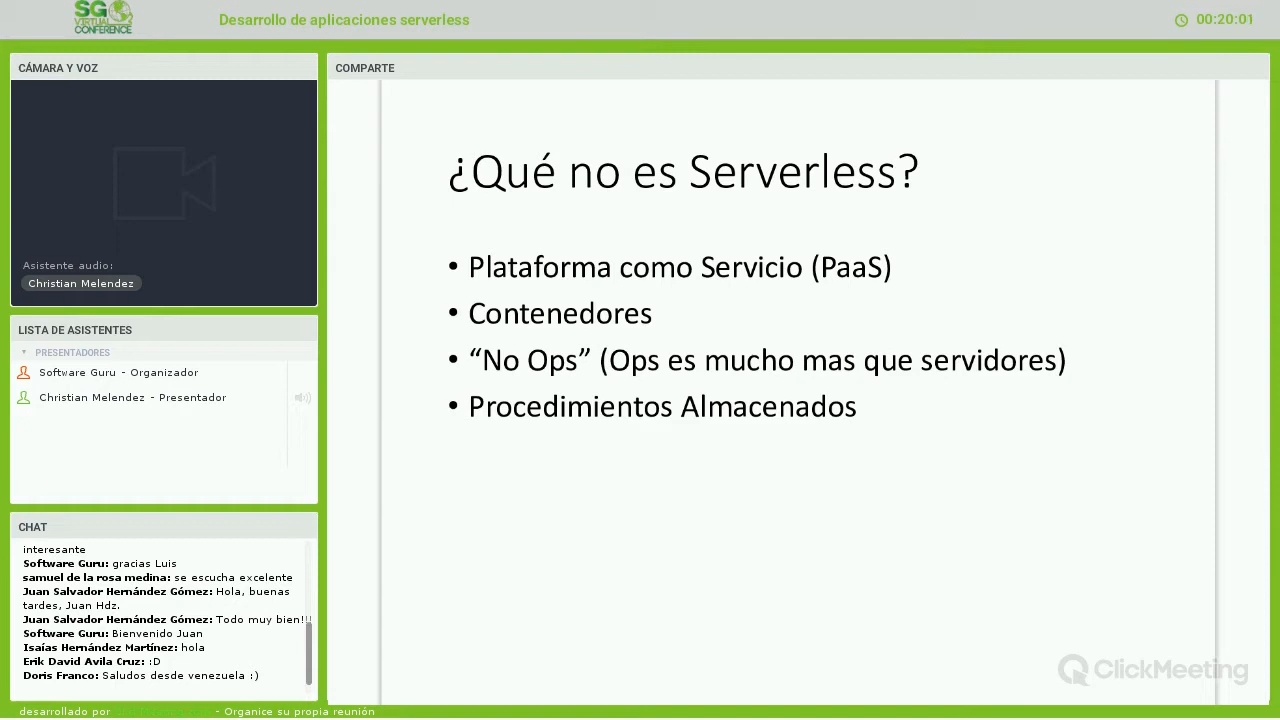 SG
VIRTUAL
CONFERENCE
Desarrollo de aplicaciones serverless
00:20:01
CÁMARA Y VOZ
Asistente audio:
Christian Melendez
LISTA DE ASISTENTES
PRESENTADORES
Software Guru - Organizador
Christian Melendez - Presentador
CHAT
interesante
Software Guru: gracias Luis
samuel de la rosa medina: se escucha excelente
Juan Salvador Hernández Gómez: Hola, buenas
tardes, Juan Hdz.
Juan Salvador Hernández Gómez: Todo muy bien!!!
Software Guru: Bienvenido Juan
Isaías Hernández Martínez: hola
Erik David Avila Cruz: :D
Doris Franco: Saludos desde venezuela :)
COMPARTE
¿Qué no es Serverless?
• Plataforma como Servicio (PaaS)
• Contenedores
• “No Ops” (Ops es mucho mas que servidores)
• Procedimientos Almacenados
ClickMeeting
desarrollado por - Organice su propia reunión